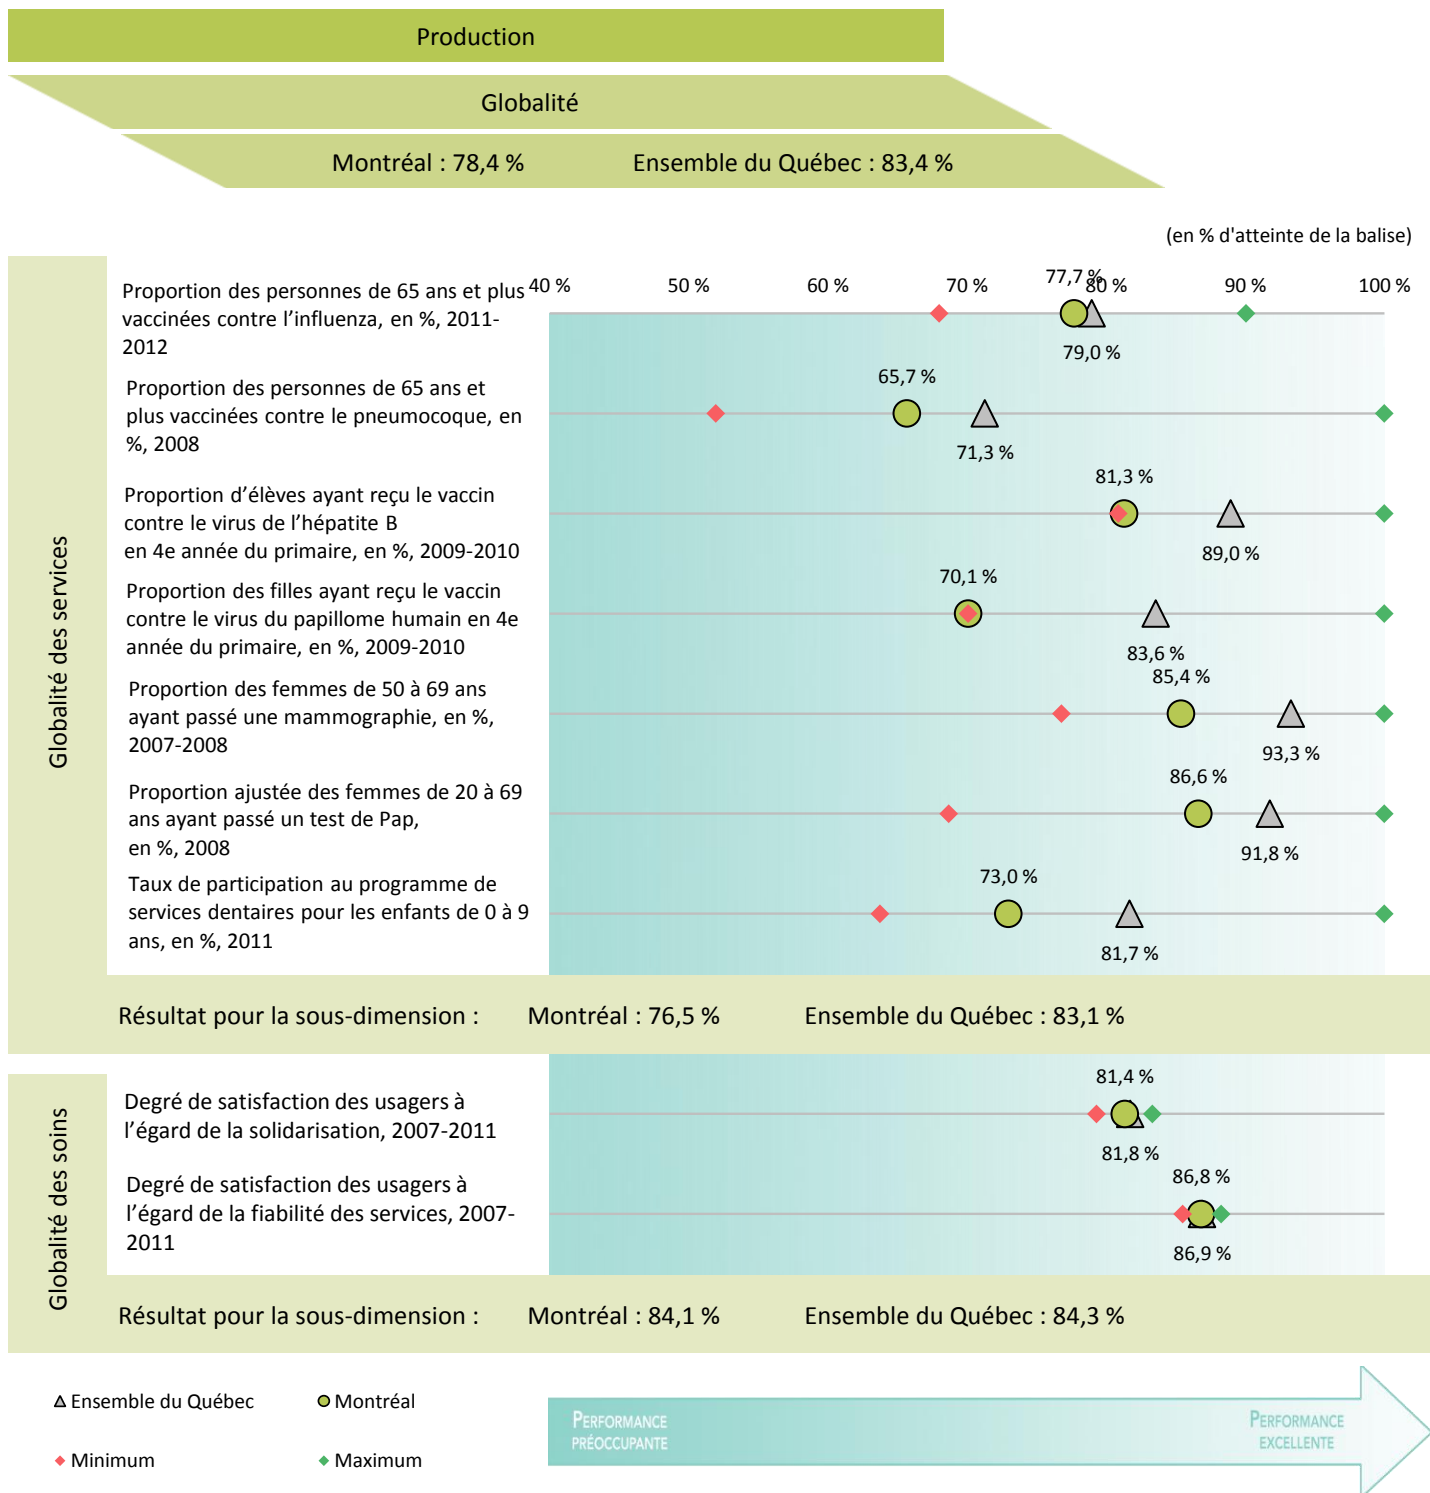 Production
Globalité
Montréal : 78,4 % Ensemble du Québec : 83,4 %
(en % d'atteinte de la balise)
40 % 50 % 60 % 70 % 80 % 90 % 100 %
Globalité des services
Proportion des personnes de 65 ans et plus
vaccinées contre l'influenza, en %, 2011-
2012
77,7 %
79,0 %
Proportion des personnes de 65 ans et
plus vaccinées contre le pneumocoque, en
%, 2008
65,7 %
71,3 %
Proportion d'élèves ayant reçu le vaccin
contre le virus de l'hépatite B
en 4e année du primaire, en %, 2009-2010
81,3 %
89,0 %
Proportion des filles ayant reçu le vaccin
contre le virus du papillome humain en 4e
année du primaire, en %, 2009-2010
70,1 %
83,6 %
Proportion des femmes de 50 à 69 ans
ayant passé une mammographie, en %,
2007-2008
85,4 %
93,3 %
Proportion ajustée des femmes de 20 à 69
ans ayant passé un test de Pap,
en %, 2008
86,6 %
91,8 %
Taux de participation au programme de
services dentaires pour les enfants de 0 à 9
ans, en %, 2011
73,0 %
81,7 %
Résultat pour la sous-dimension : Montréal : 76,5 % Ensemble du Québec : 83,1 %
Globalité des soins
Degré de satisfaction des usagers à
l'égard de la solidarisation, 2007-2011
81,4 %
81,8 %
Degré de satisfaction des usagers à
l'égard de la fiabilité des services, 2007-
2011
86,8 %
86,9 %
Résultat pour la sous-dimension : Montréal : 84,1 % Ensemble du Québec : 84,3 %
Ensemble du Québec Montréal
Minimum Maximum
PERFORMANCE
PRÉOCCUPANTE
PERFORMANCE
EXCELLENTE